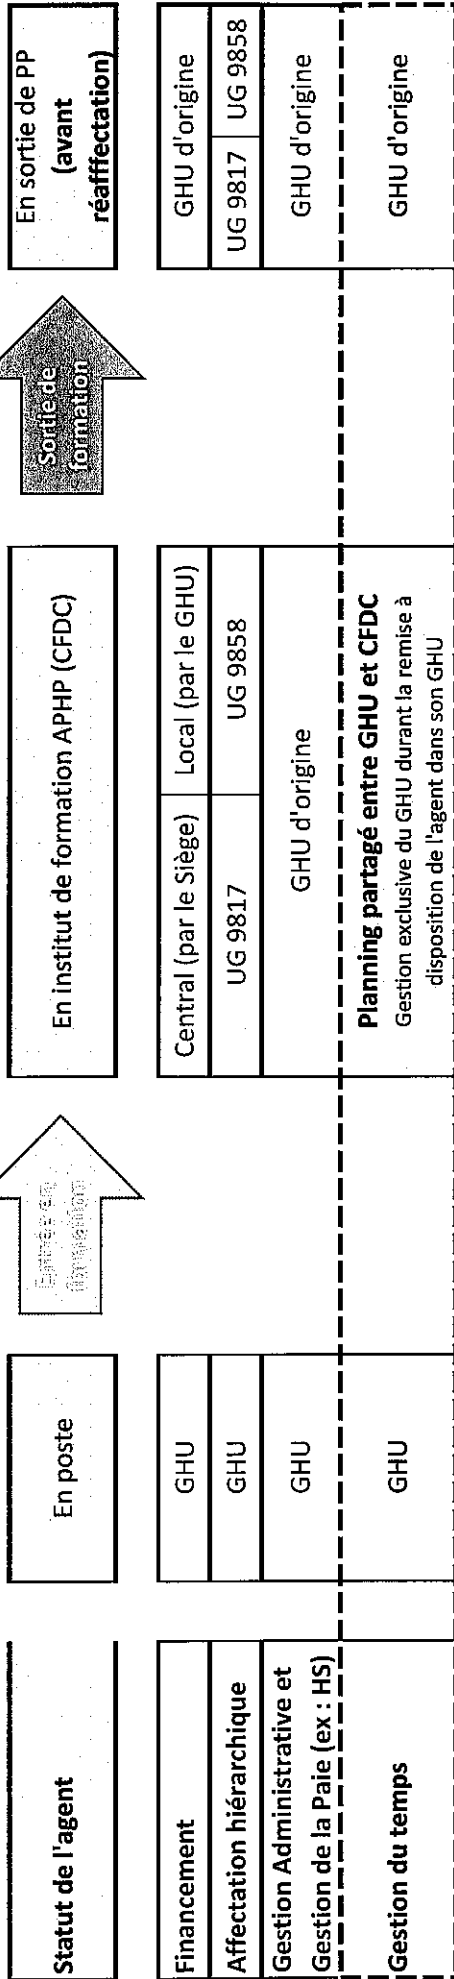 Statut de l'agent
En poste
Entrée en
formation
En institut de formation APHP (CFDC)
Sortie de
formation
En sortie de PP
(avant
réafffectation)
Financement
GHU
Central (par le Siège)
Local (par le GHU)
GHU d'origine
Affectation hiérarchique
GHU
UG 9817
UG 9858
UG 9817
UG 9858
Gestion Administrative et
Gestion de la Paie (ex : HS)
GHU
GHU d'origine
GHU d'origine
Gestion du temps
GHU
Planning partagé entre GHU et CFDC
Gestion exclusive du GHU durant la remise à
disposition de l'agent dans son GHU
GHU d'origine